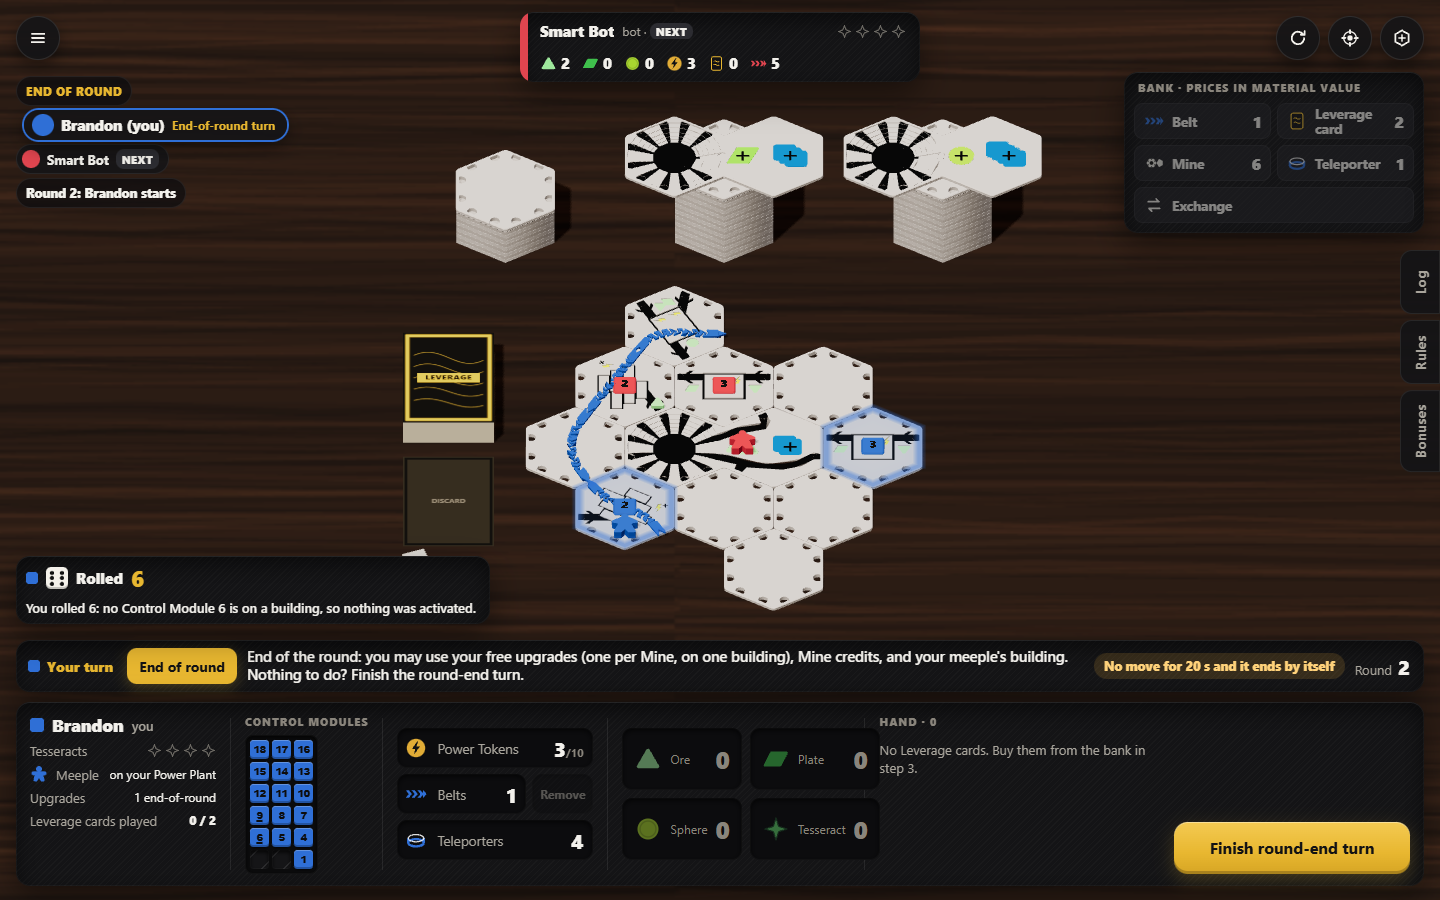 Smart Bot bot · NEXT
2 0 0 3 0 5
END OF ROUND
Brandon (you) End-of-round turn
Smart Bot NEXT
Round 2: Brandon starts
BANK · PRICES IN MATERIAL VALUE
Belt 1
Leverage card 2
Mine 6
Teleporter 1
Exchange
Log
Rules
Bonuses
LEVERAGE
DISCARD
2
3
3
2
Rolled 6
You rolled 6: no Control Module 6 is on a building, so nothing was activated.
Your turn
End of round
End of the round: you may use your free upgrades (one per Mine, on one building), Mine credits, and your meeple's building.
Nothing to do? Finish the round-end turn.
No move for 20 s and it ends by itself
Round 2
Brandon you
Tesseracts
Meeple on your Power Plant
Upgrades 1 end-of-round
Leverage cards played 0 / 2
CONTROL MODULES
18 17 16
15 14 13
12 11 10
9 8 7
6 5 4
1
Power Tokens 3/10
Belts 1 Remove
Teleporters 4
Ore 0
Plate 0
Sphere 0
Tesseract 0
HAND · 0
No Leverage cards. Buy them from the bank in
step 3.
Finish round-end turn